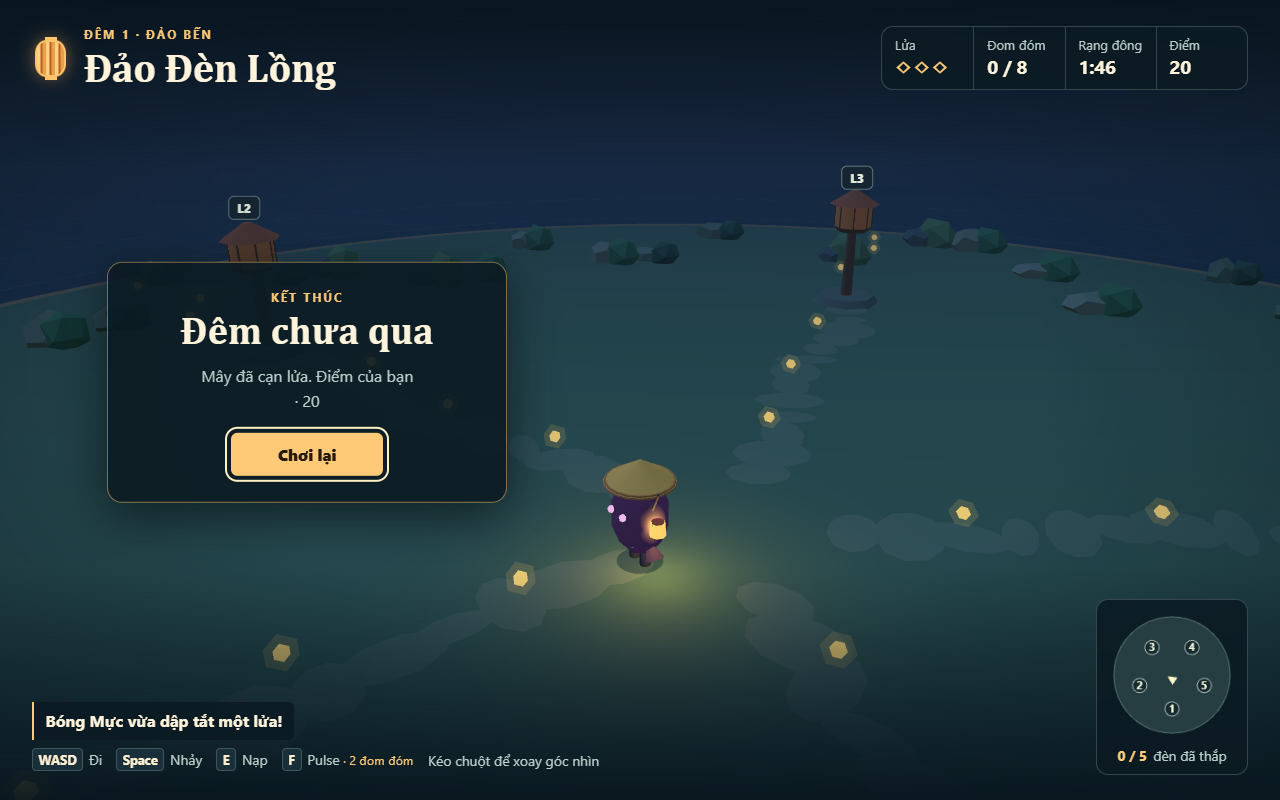 ĐÊM 1 · ĐẢO BẾN
Đảo Đèn Lồng
Lửa
Đom đóm
0 / 8
Rạng đông
1:46
Điểm
20
L2
L3
KẾT THÚC
Đêm chưa qua
Mây đã cạn lửa. Điểm của bạn
· 20
Chơi lại
Bóng Mực vừa dập tắt một lửa!
WASD Đi Space Nhảy E Nạp F Pulse · 2 đom đóm Kéo chuột để xoay góc nhìn
3 4
2 5
1
0 / 5 đèn đã thắp